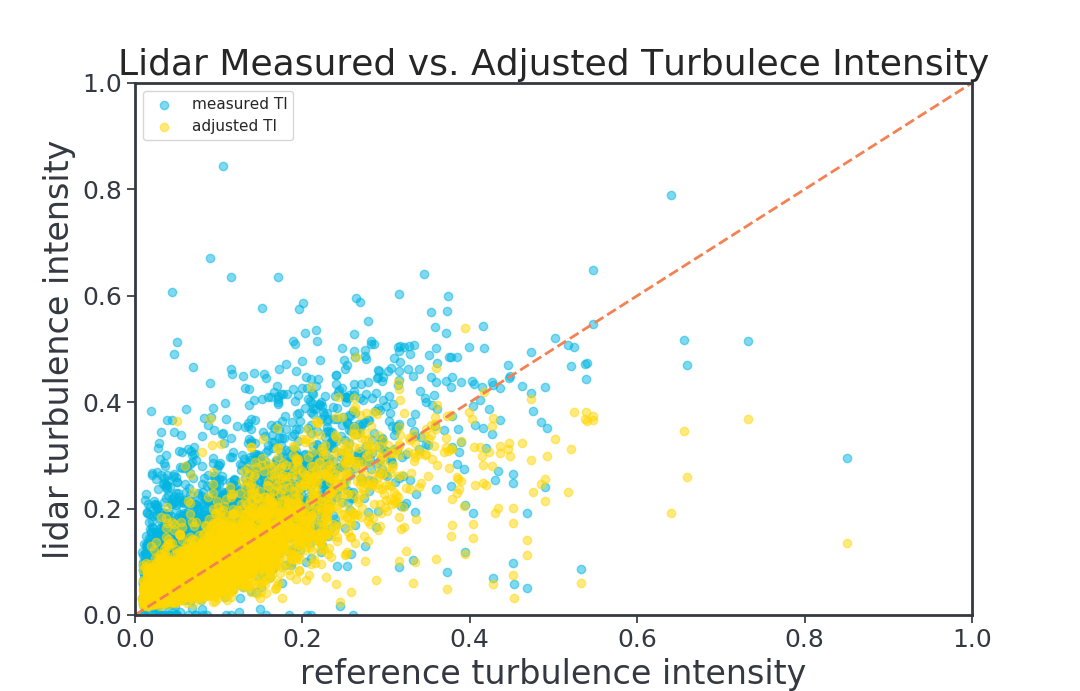 Lidar Measured vs. Adjusted Turbulece Intensity
measured TI
adjusted TI
lidar turbulence intensity
1.0
0.8
0.6
0.4
0.2
0.0
0.0 0.2 0.4 0.6 0.8 1.0
reference turbulence intensity